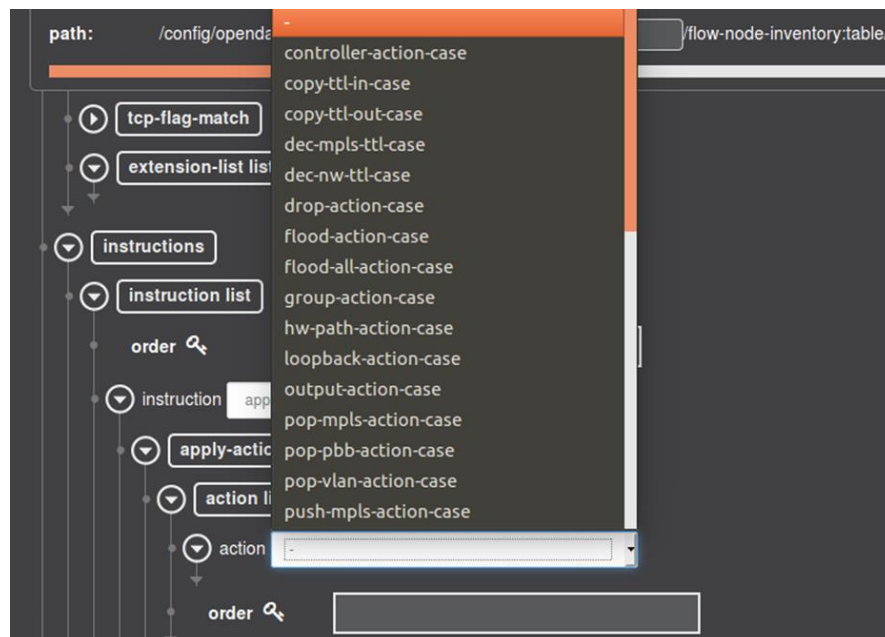 -
path: /config/openda /flow-node-inventory:table/
controller-action-case
copy-ttl-in-case
tcp-flag-match copy-ttl-out-case
dec-mpls-ttl-case
extension-list list dec-nw-ttl-case
drop-action-case
instructions flood-action-case
flood-all-action-case
instruction list group-action-case
hw-path-action-case
order loopback-action-case
output-action-case
instruction app pop-mpls-action-case
apply-actio pop-pbb-action-case
pop-vlan-action-case
action li push-mpls-action-case
action -
order